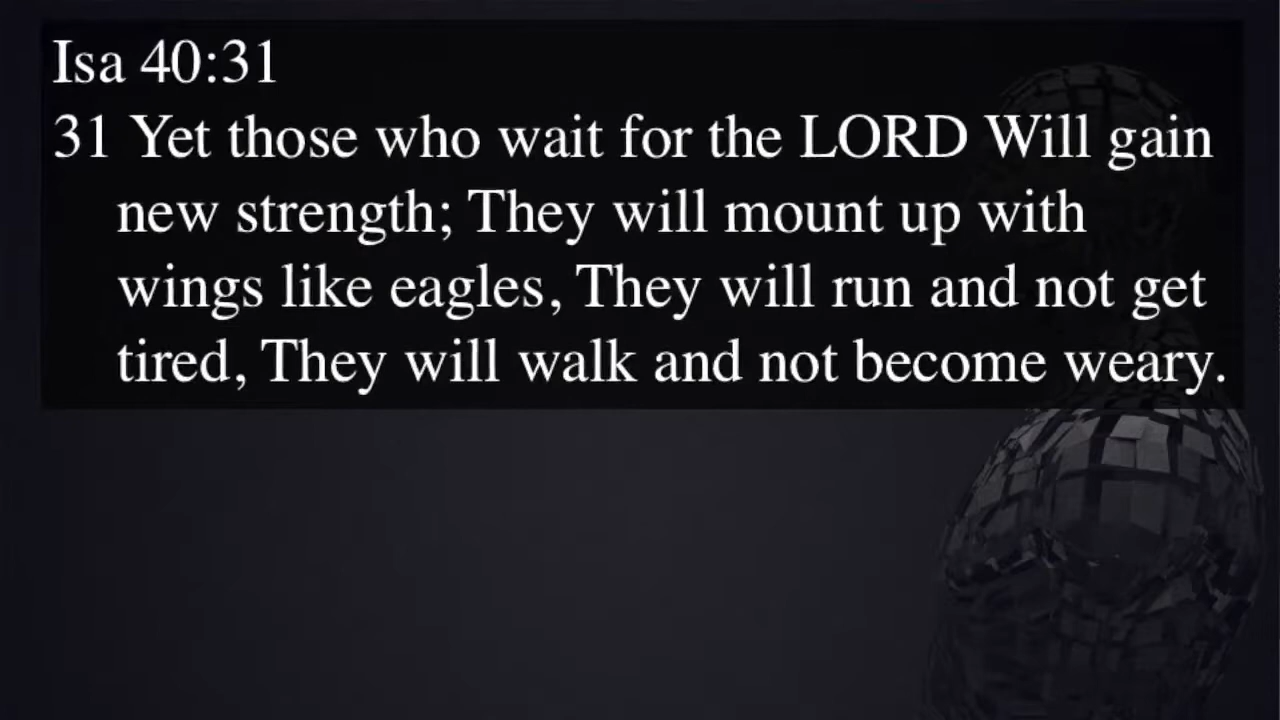 Isa 40:31
31 Yet those who wait for the LORD Will gain
new strength; They will mount up with
wings like eagles, They will run and not get
tired, They will walk and not become weary.